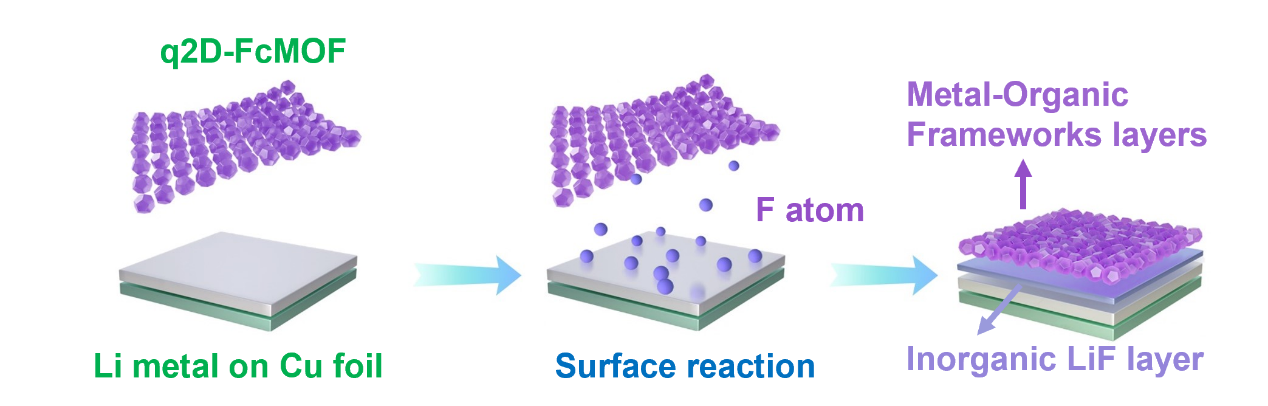 q2D-FcMOF
Li metal on Cu foil
F atom
Surface reaction
Metal-Organic
Frameworks layers
Inorganic LiF layer